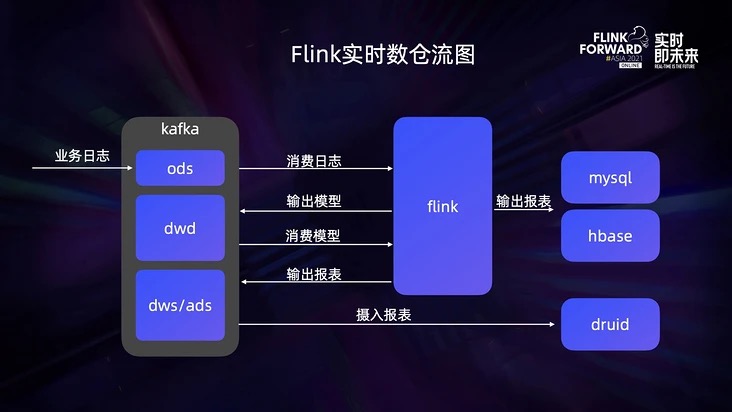 Flink实时数仓流图
FLINK
FORWARD
#ASIA 2021
ONLINE
实时
即未来
REAL-TIME IS THE FUTURE
kafka
业务日志
ods
消费日志
dwd
输出模型
消费模型
dws/ads
输出报表
摄入报表
flink
输出报表
mysql
hbase
druid